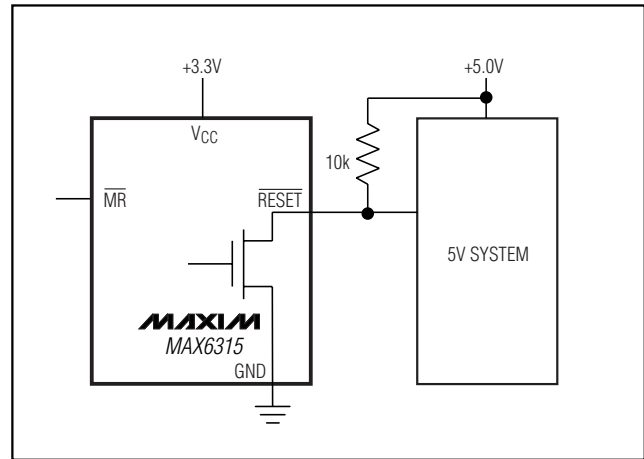 +3.3V
+5.0V
VCC
10k
MR
RESET
5V SYSTEM
MAXIM
MAX6315
GND